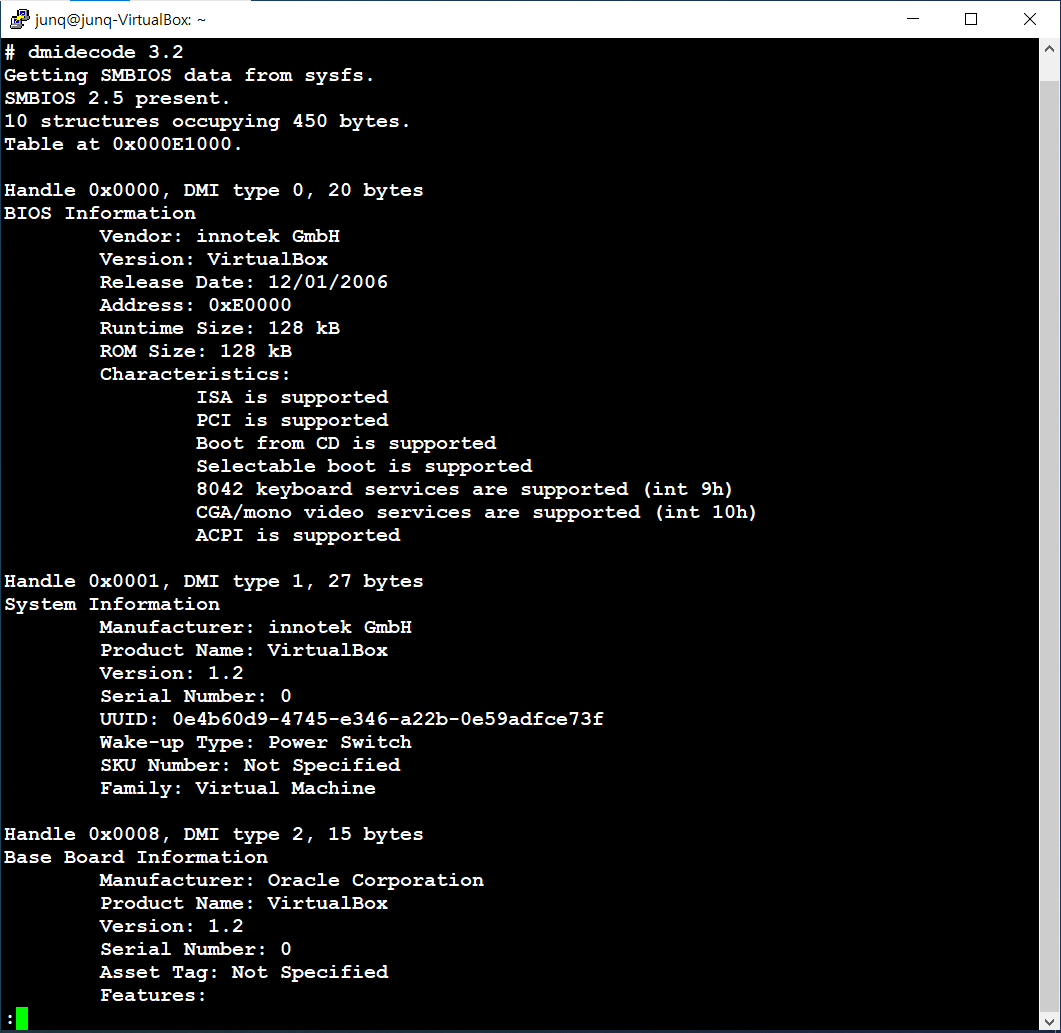 junq@junq-VirtualBox: ~
# dmidecode 3.2
Getting SMBIOS data from sysfs.
SMBIOS 2.5 present.
10 structures occupying 450 bytes.
Table at 0x000E1000.
Handle 0x0000, DMI type 0, 20 bytes
BIOS Information
Vendor: innotek GmbH
Version: VirtualBox
Release Date: 12/01/2006
Address: 0xE0000
Runtime Size: 128 kB
ROM Size: 128 kB
Characteristics:
ISA is supported
PCI is supported
Boot from CD is supported
Selectable boot is supported
8042 keyboard services are supported (int 9h)
CGA/mono video services are supported (int 10h)
ACPI is supported
Handle 0x0001, DMI type 1, 27 bytes
System Information
Manufacturer: innotek GmbH
Product Name: VirtualBox
Version: 1.2
Serial Number: 0
UUID: 0e4b60d9-4745-e346-a22b-0e59adfce73f
Wake-up Type: Power Switch
SKU Number: Not Specified
Family: Virtual Machine
Handle 0x0008, DMI type 2, 15 bytes
Base Board Information
Manufacturer: Oracle Corporation
Product Name: VirtualBox
Version: 1.2
Serial Number: 0
Asset Tag: Not Specified
Features:
: